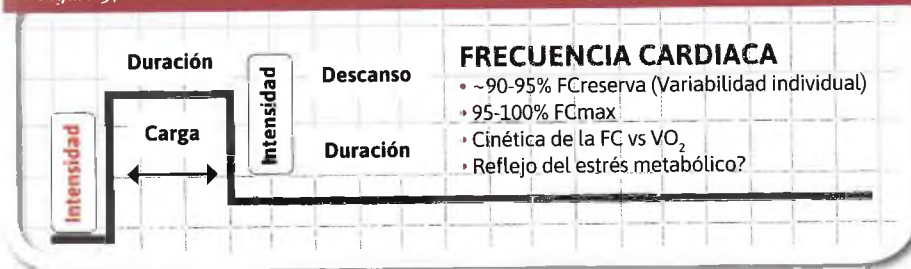 Duración
Carga
Intensidad
Intensidad
Descanso
Duración
FRECUENCIA CARDIACA
• ~90-95% FCreserva (Variabilidad individual)
• 95-100% FCmax
• Cinética de la FC vs VO₂
• Reflejo del estrés metabólico?